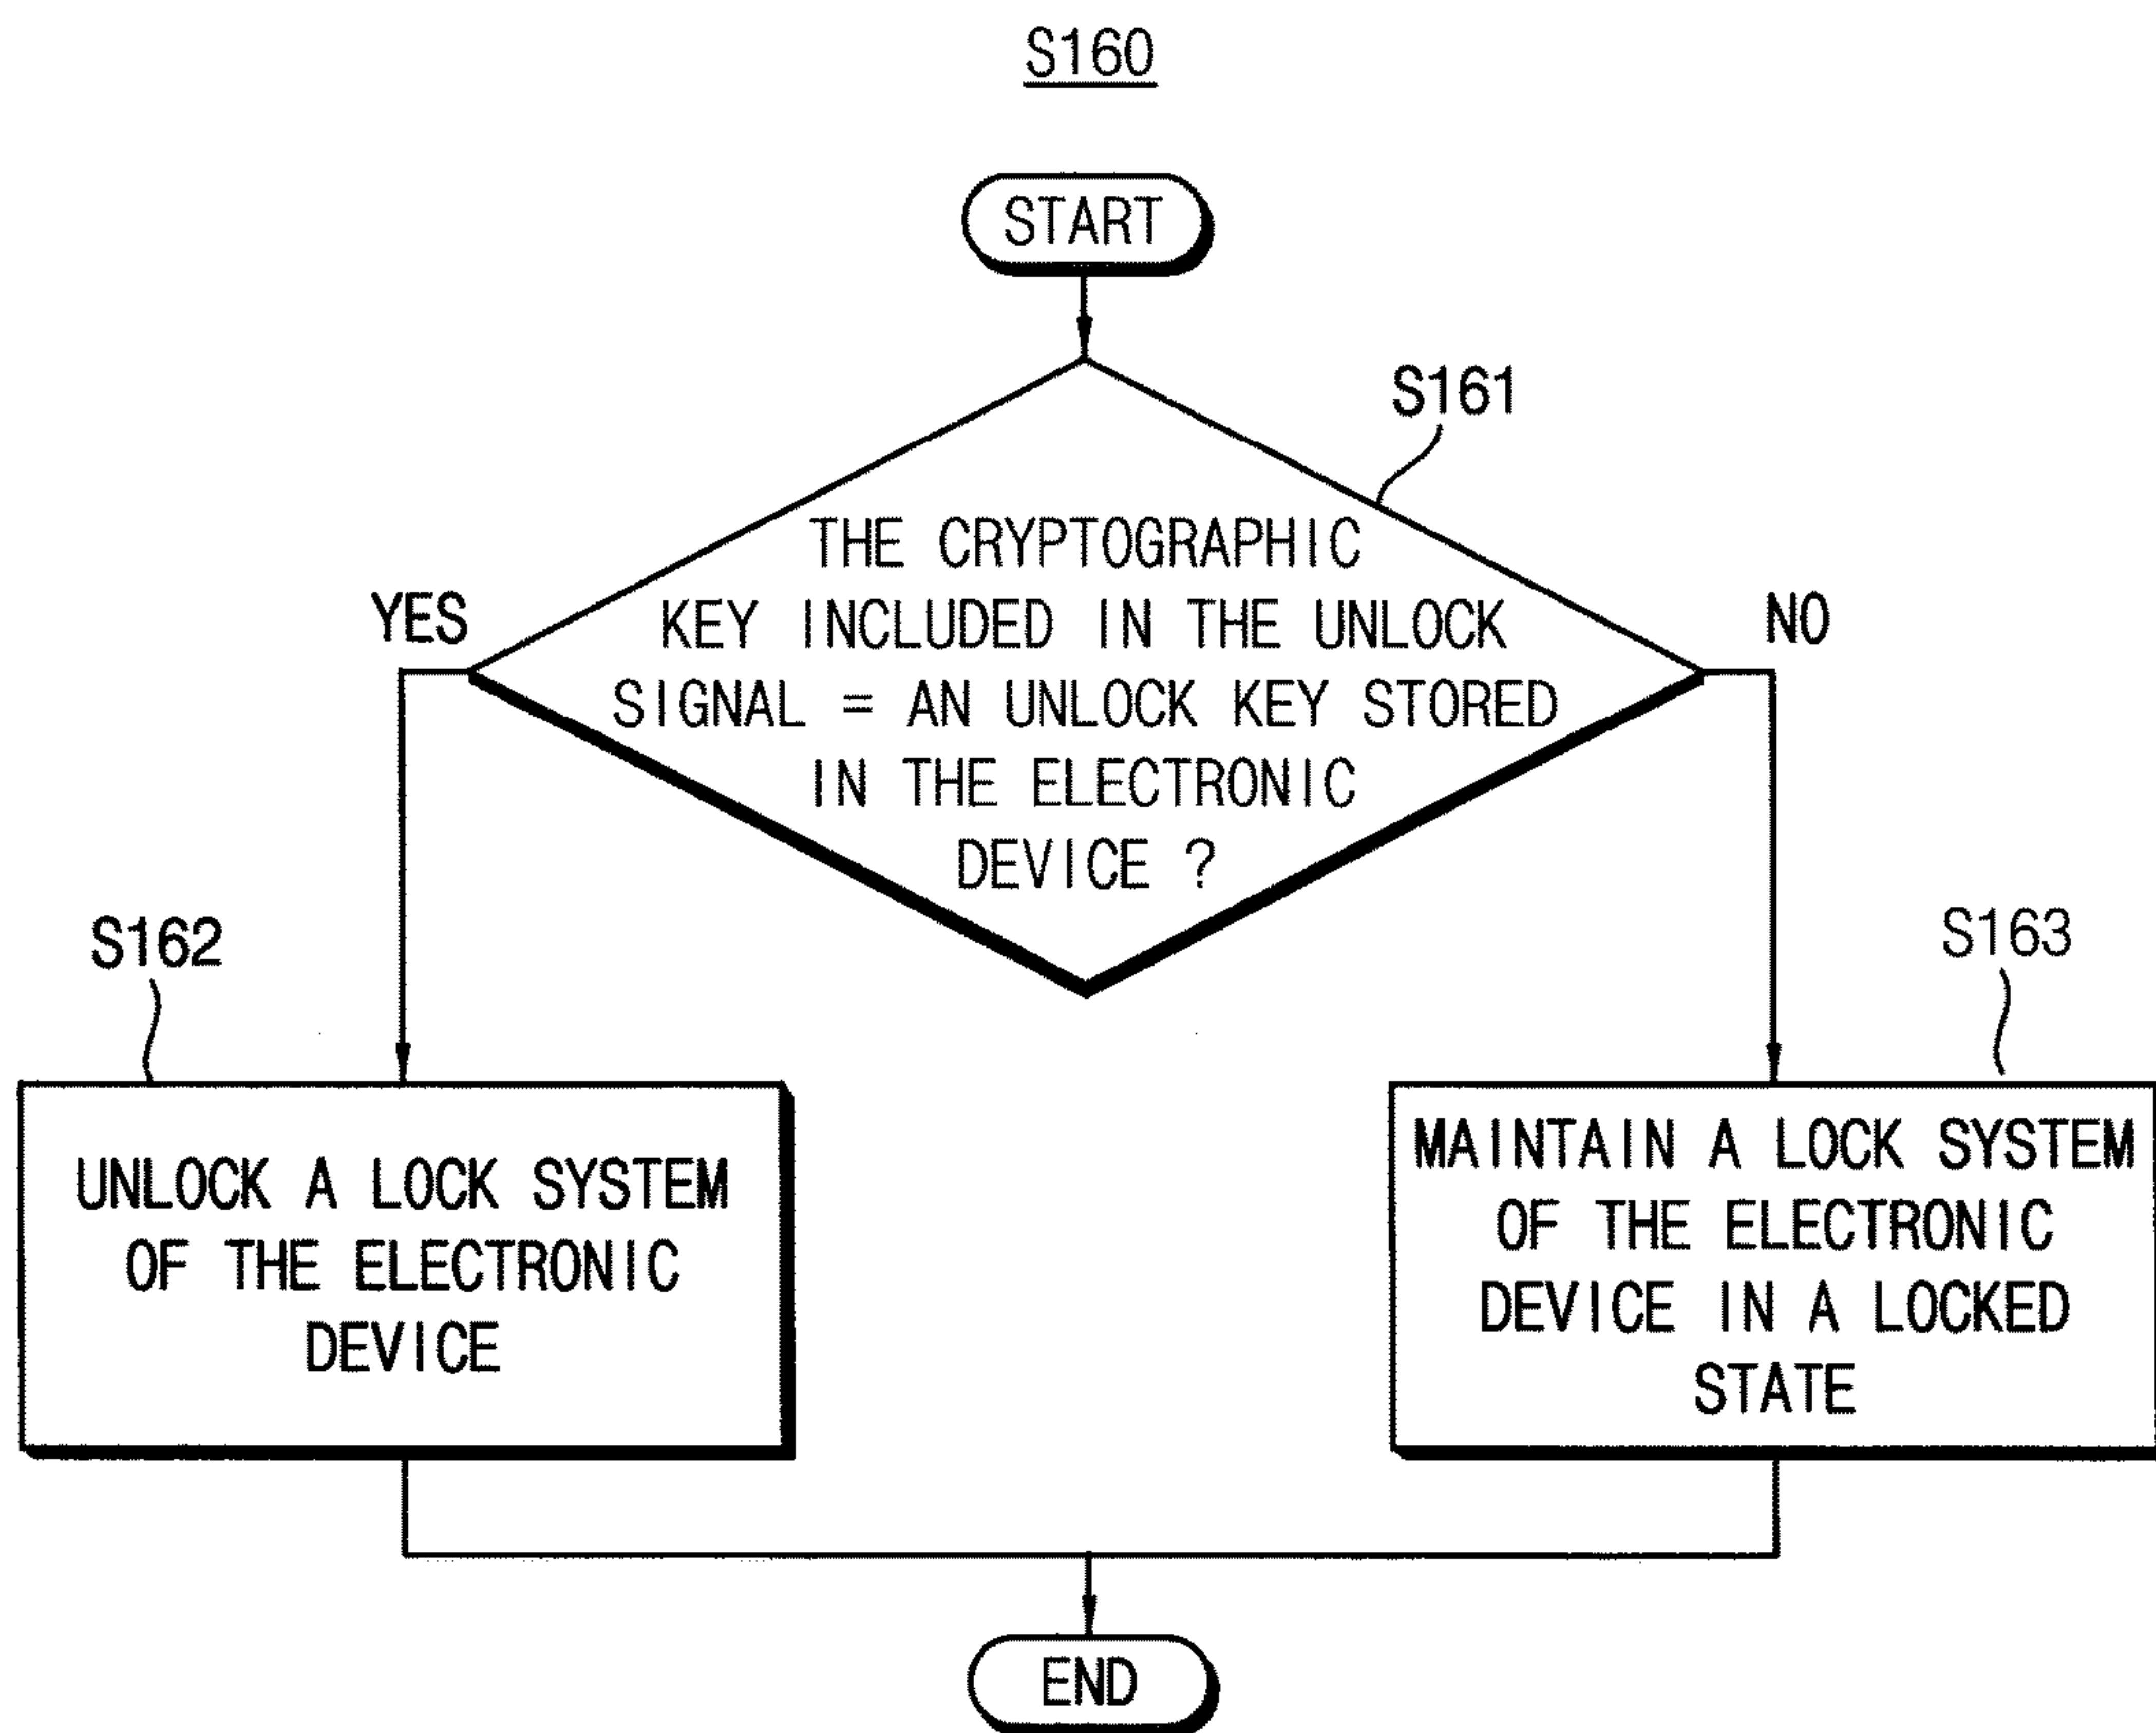 S160
START
S161
THE CRYPTOGRAPHIC
KEY INCLUDED IN THE UNLOCK
SIGNAL = AN UNLOCK KEY STORED
IN THE ELECTRONIC
DEVICE ?
YES
NO
S162
UNLOCK A LOCK SYSTEM
OF THE ELECTRONIC
DEVICE
S163
MAINTAIN A LOCK SYSTEM
OF THE ELECTRONIC
DEVICE IN A LOCKED
STATE
END